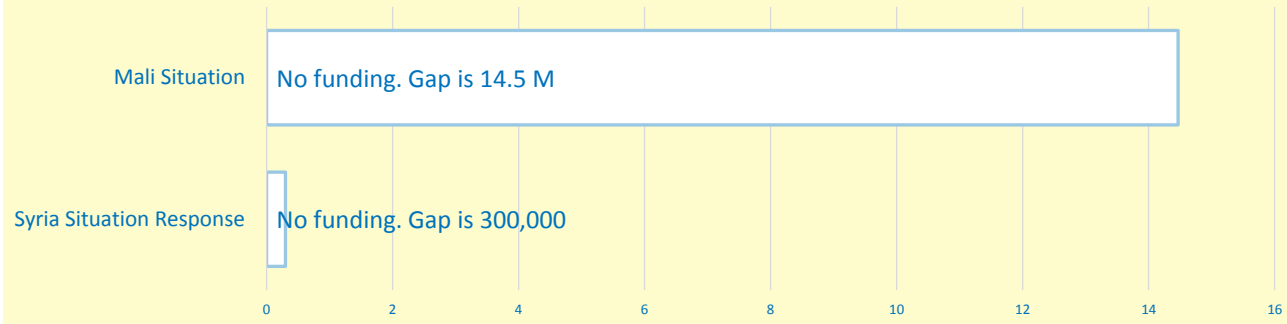 Mali Situation
No funding. Gap is 14.5 M
Syria Situation Response
No funding. Gap is 300,000
0 2 4 6 8 10 12 14 16